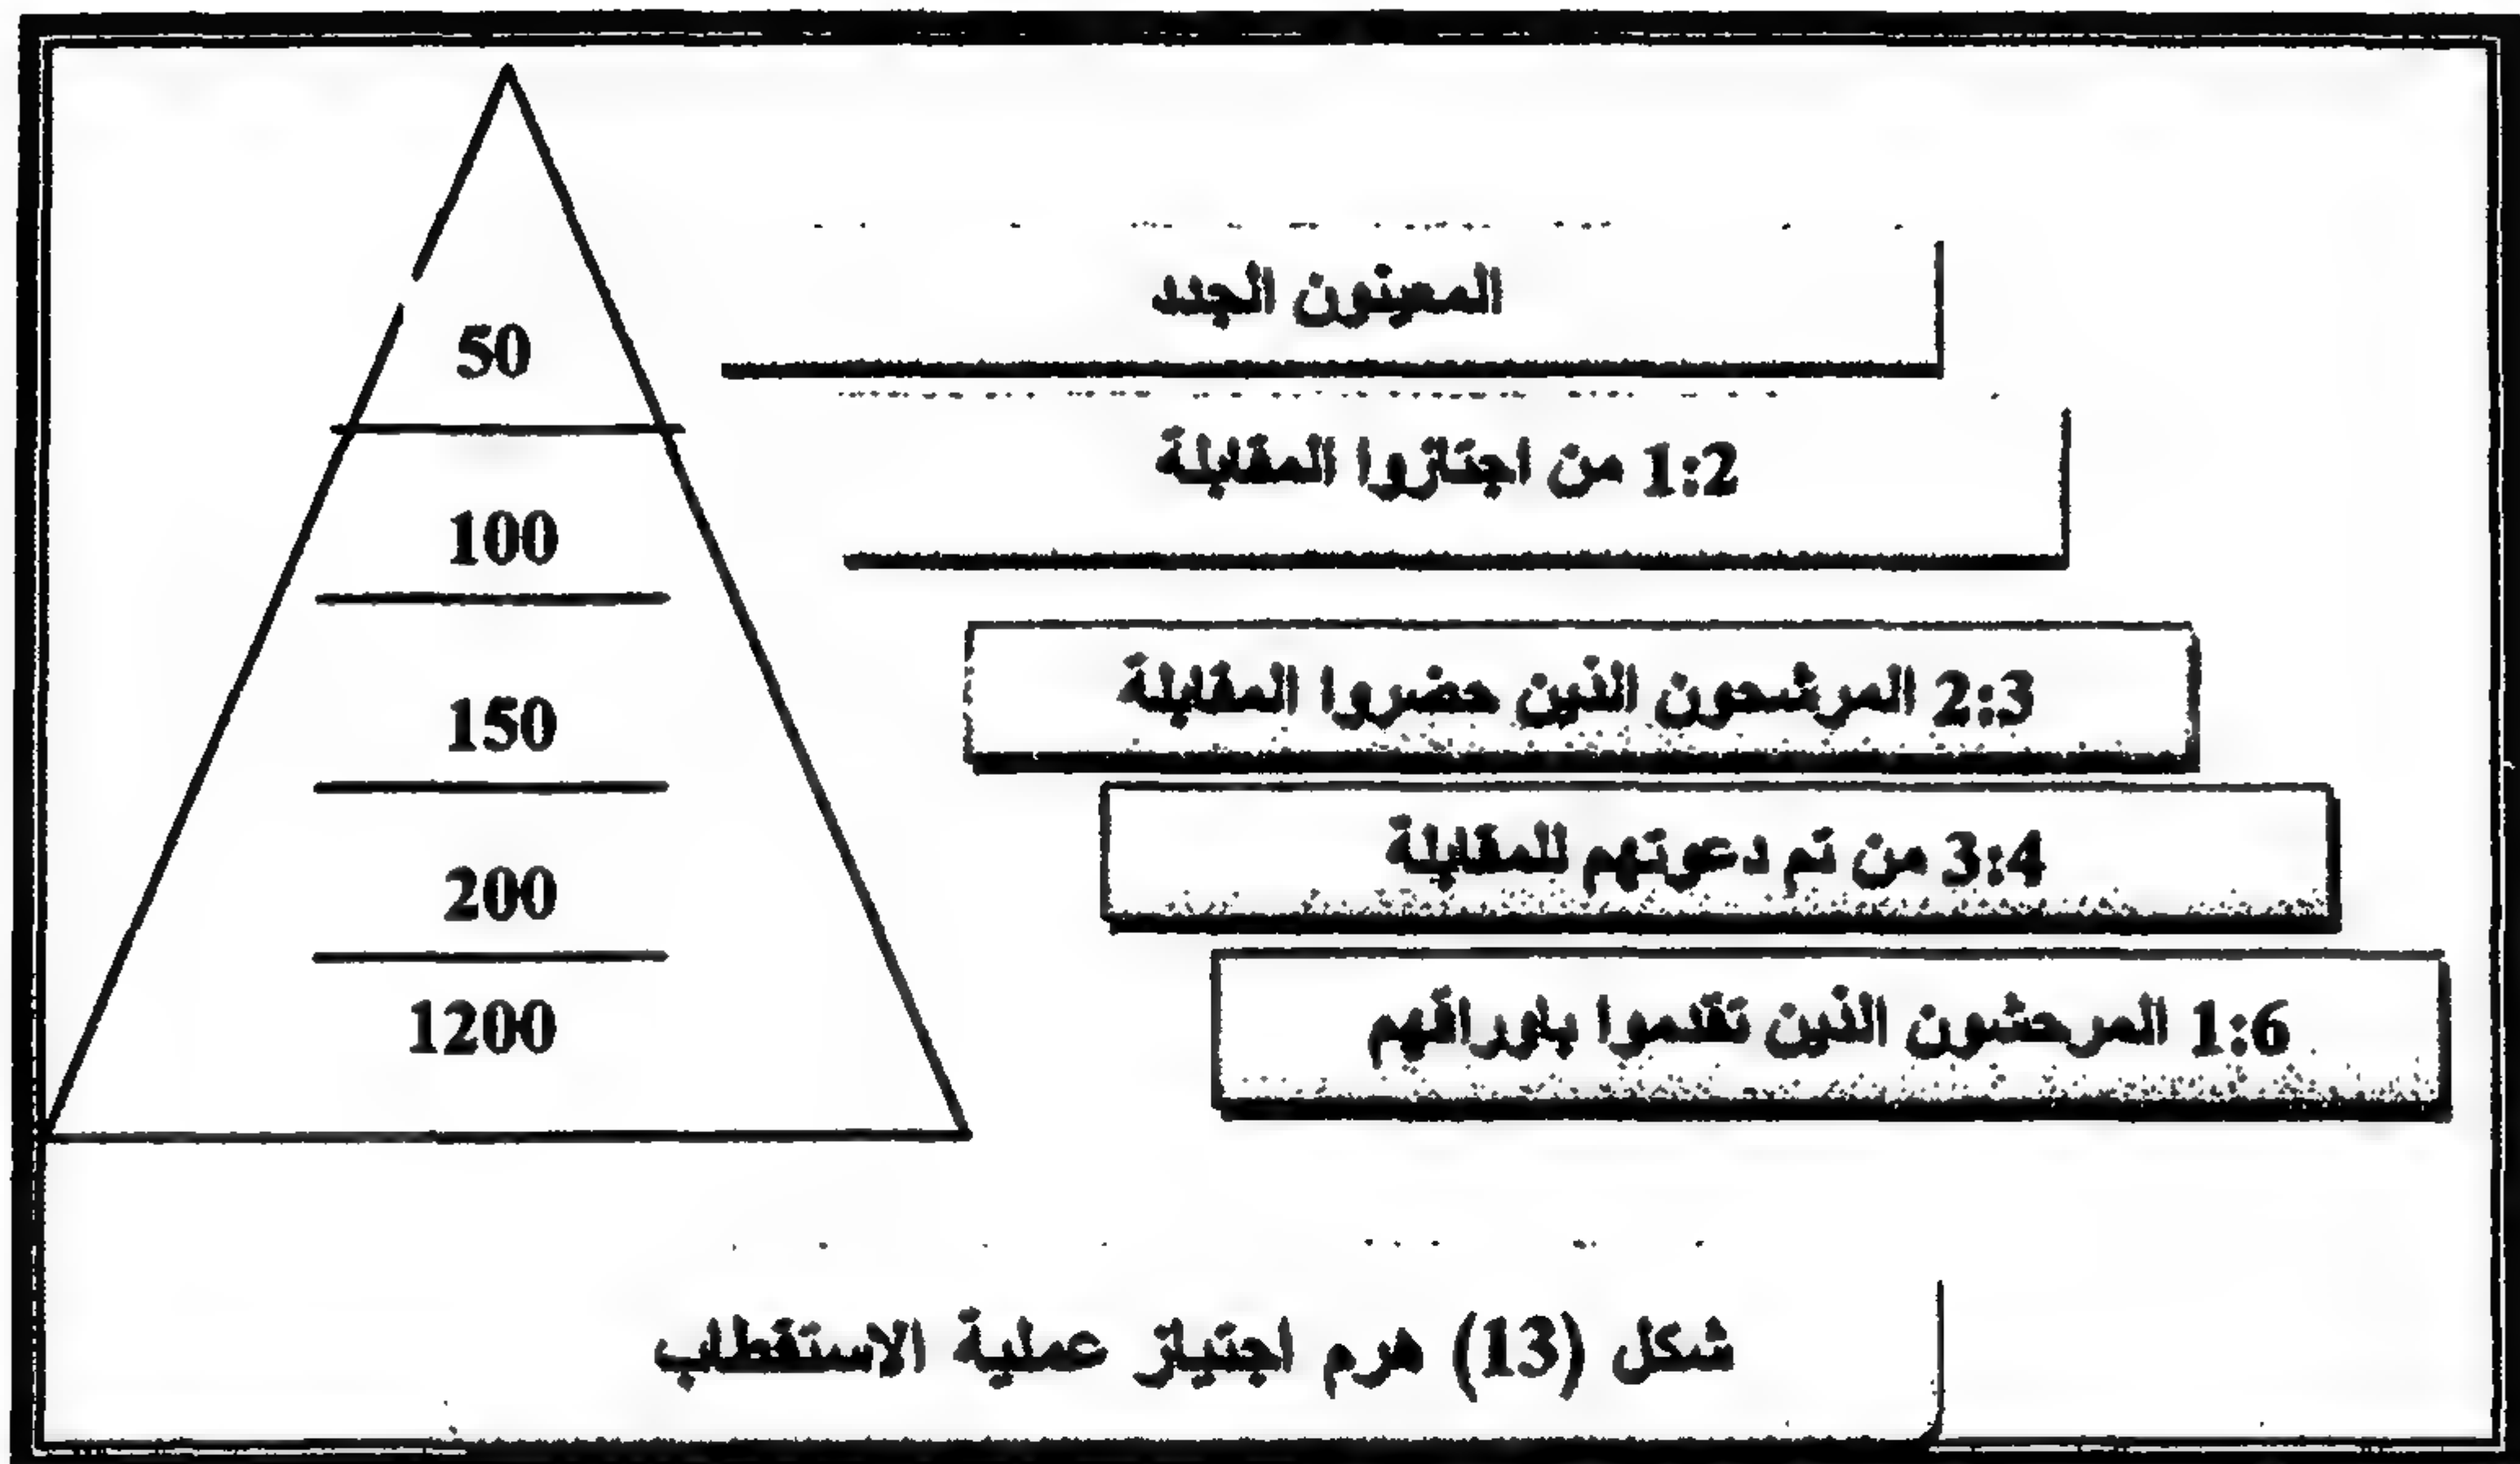 المعينون الجدد
50
1:2 من اجتازوا المقابلة
100
2:3 المرشحون الذين حضروا المقابلة
150
3:4 من تم دعوتهم للمقابلة
200
1:6 المرحشون الذين تقدموا بأوراقهم
1200
شكل (13) هرم اجتياز عملية الاستقطاب